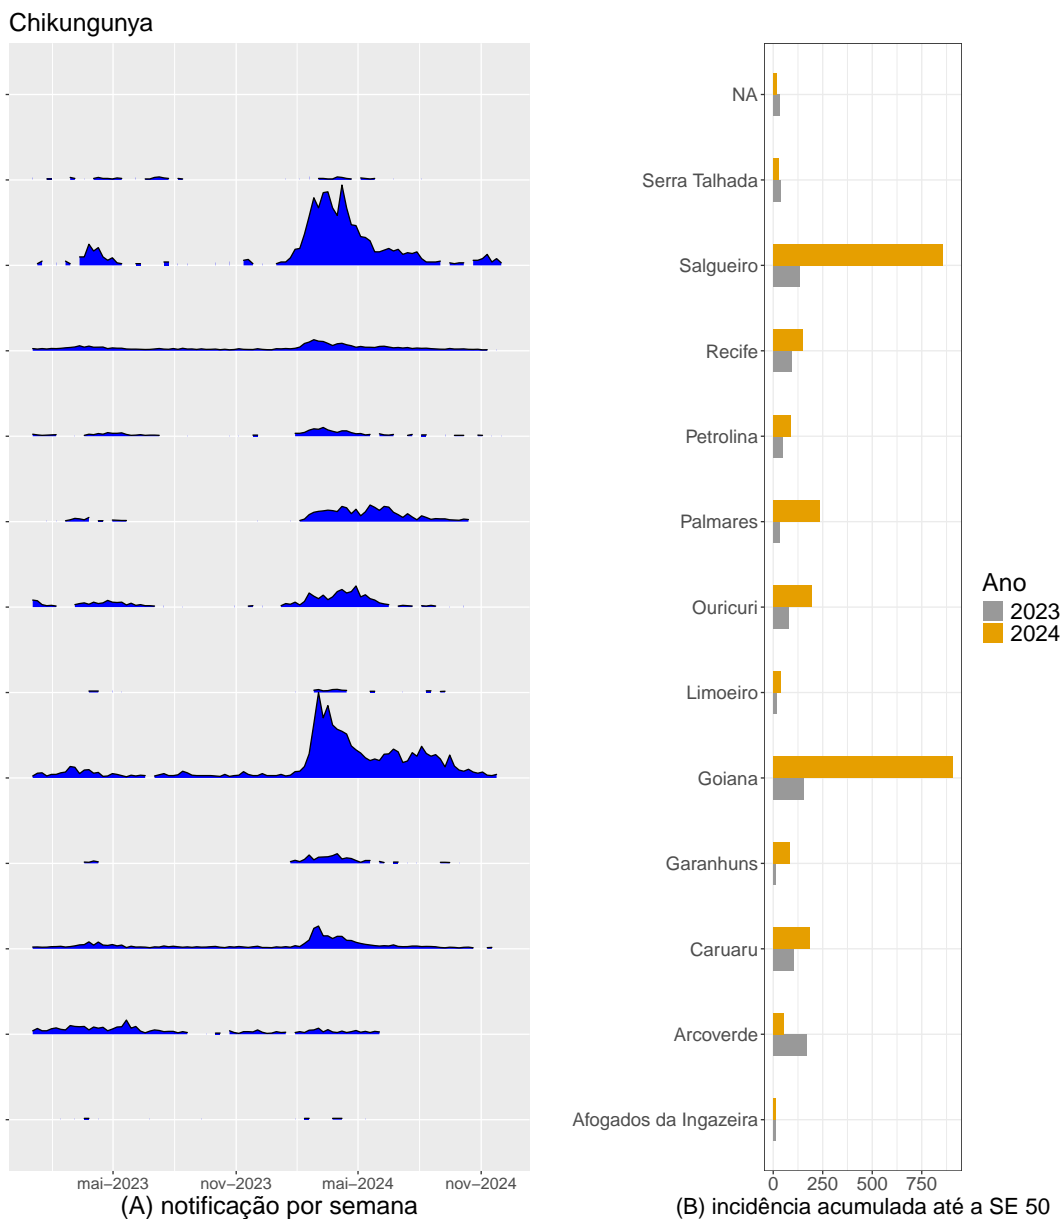 Chikungunya
NA
Serra Talhada
Salgueiro
Recife
Petrolina
Palmares
Ouricuri
Limoeiro
Goiana
Garanhuns
Caruaru
Arcoverde
Afogados da Ingazeira
Ano
2023
2024
mai−2023 nov−2023 mai−2024 nov−2024
0 250 500 750
(A) notificação por semana
(B) incidência acumulada até a SE 50